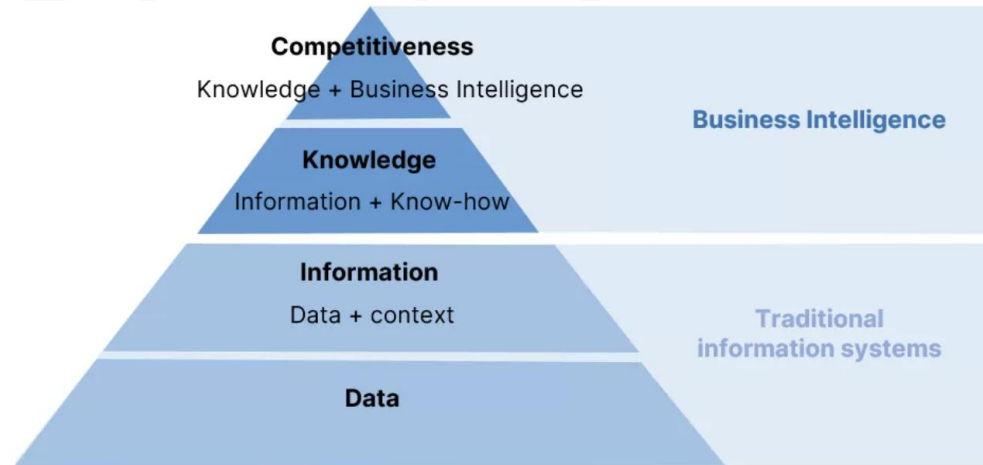 Competitiveness
Knowledge + Business Intelligence
Knowledge
Information + Know-how
Information
Data + context
Data
Business Intelligence
Traditional
information systems